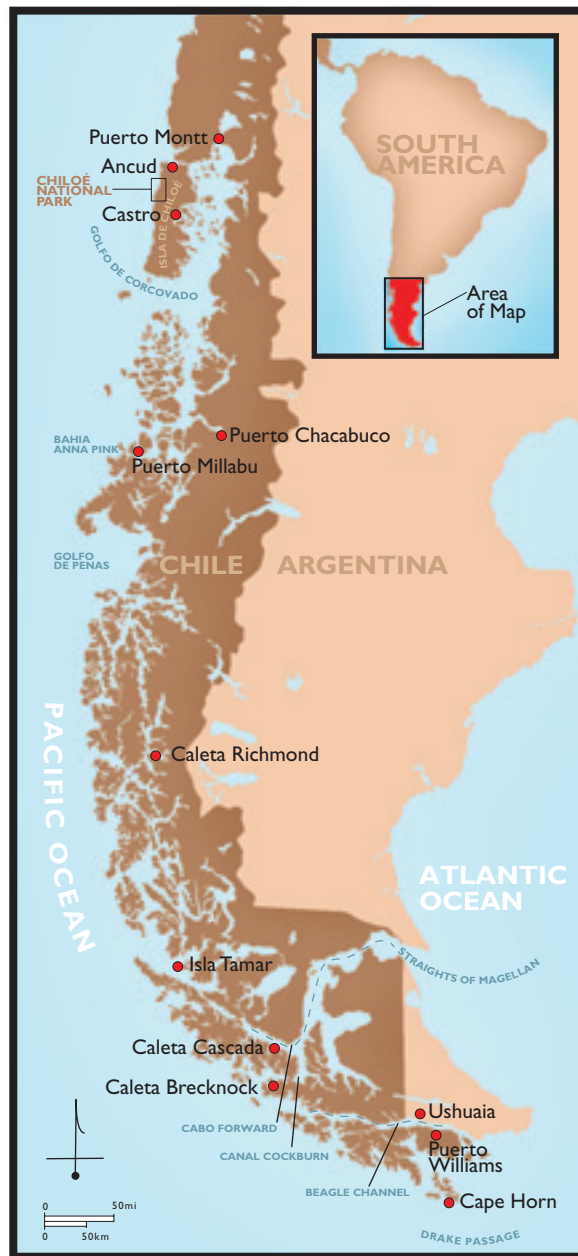 Puerto Montt
Ancud
CHILOÉ
NATIONAL
PARK
ISLA DE CHILOÉ
Castro
GOLFO DE CORCOVADO
SOUTH
AMERICA
Area
of Map
Puerto Chacabuco
BAHIA
ANNA PINK
Puerto Millabu
GOLFO
DE PENAS
CHILE
ARGENTINA
PACIFIC OCEAN
Caleta Richmond
ATLANTIC
OCEAN
STRAIGHTS OF MAGELLAN
Isla Tamar
Caleta Cascada
Caleta Brecknock
CABO FORWARD
CANAL COCKBURN
BEAGLE CHANNEL
Ushuaia
Puerto
Williams
Cape Horn
DRAKE PASSAGE
0 50mi
0 50km